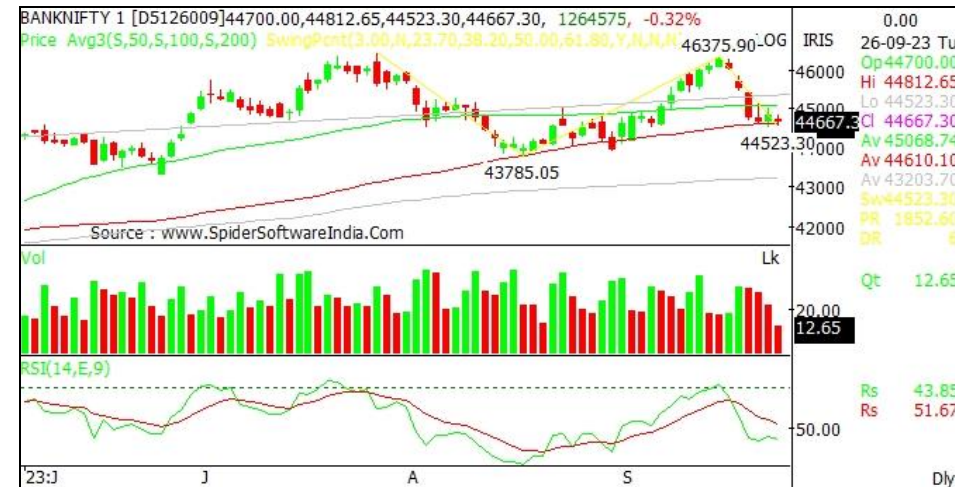 BANKNIFTY 1 [D5126009]44700.00,44812.65,44523.30,44667.30, 1264575, -0.32%
Price Avg3(S,50,S,100,S,200) SwingPcnt(3.00,N,23.70,38.20,50.00,61.80,Y,N,N,N
LOG
IRIS
0.00
26-09-23 Tu
Op44700.00
Hi 44812.65
Lo 44523.30
Cl 44667.30
Av 45068.74
Av 44610.10
Av 43203.70
Sw44523.30
PR 1852.60
DR 6
46375.90
46000
45000
44667.3
44523.30
43785.05
43000
42000
Source : www.SpiderSoftwareIndia.Com
Vol
Lk
Qt 12.65
20.00
12.65
RSI(14,E,9)
Rs 43.85
Rs 51.67
50.00
'23:J
J
A
S
Dly